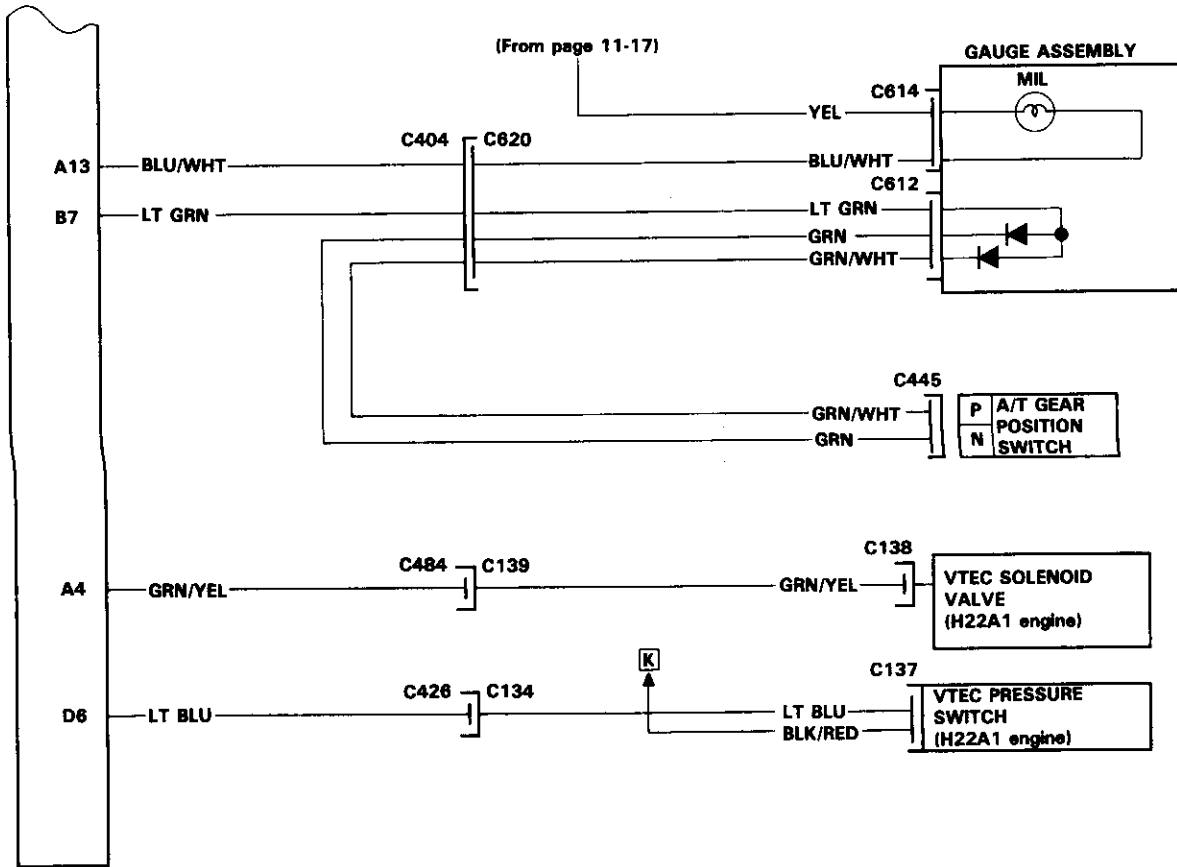 (From page 11-17)
GAUGE ASSEMBLY
MIL
C614
YEL
C404 C620
A13 BLU/WHT BLU/WHT
C612
B7 LT GRN LT GRN
GRN
GRN/WHT
C445
GRN/WHT P A/T GEAR
POSITION
GRN N SWITCH
C484 C139 C138
A4 GRN/YEL GRN/YEL VTEC SOLENOID
VALVE
(H22A1 engine)
K
C426 C134 C137
D6 LT BLU LT BLU VTEC PRESSURE
BLK/RED SWITCH
(H22A1 engine)